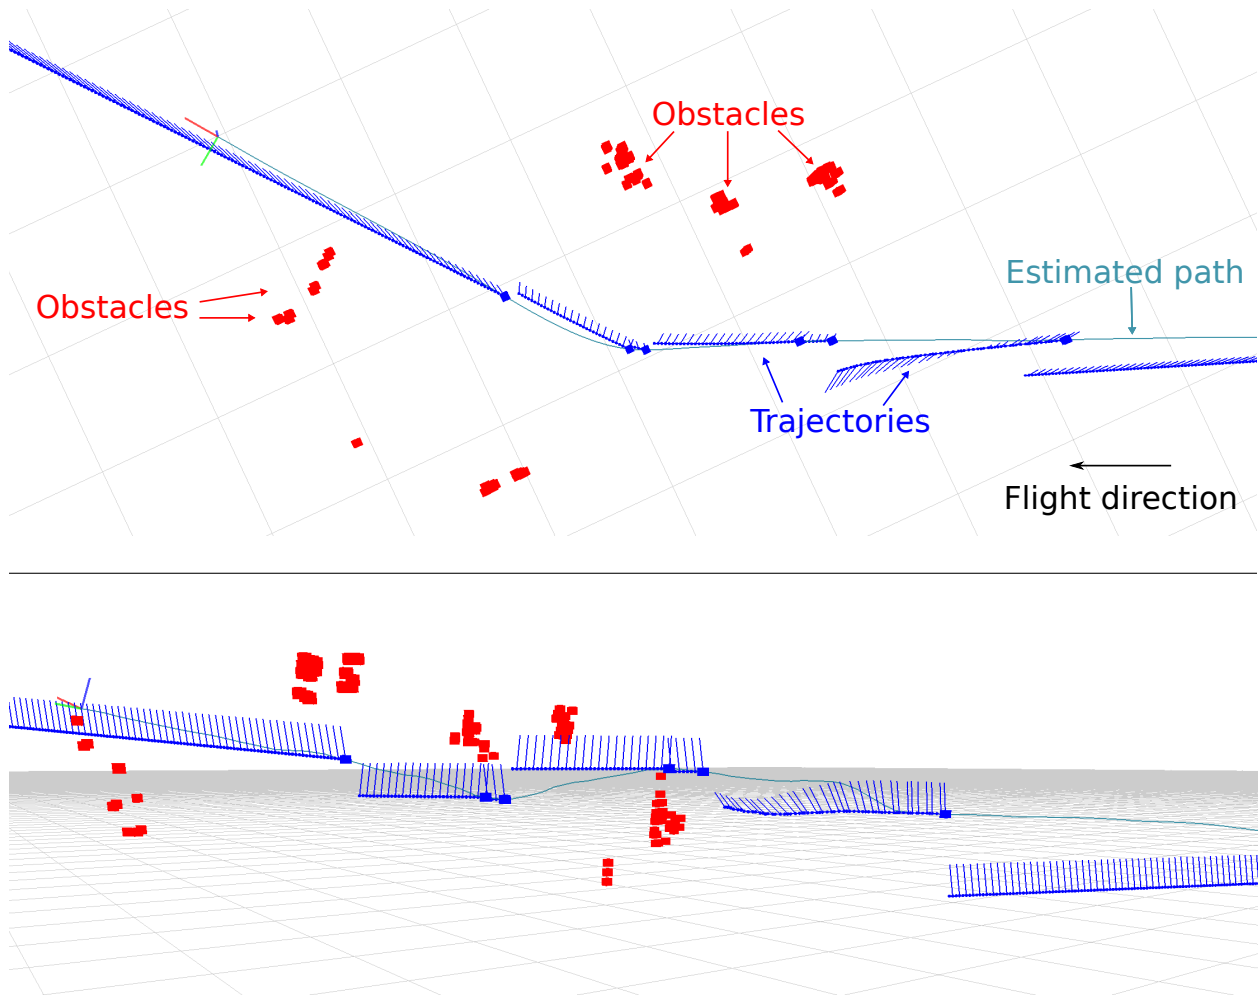 Obstacles
Estimated path
Obstacles
Trajectories
Flight direction